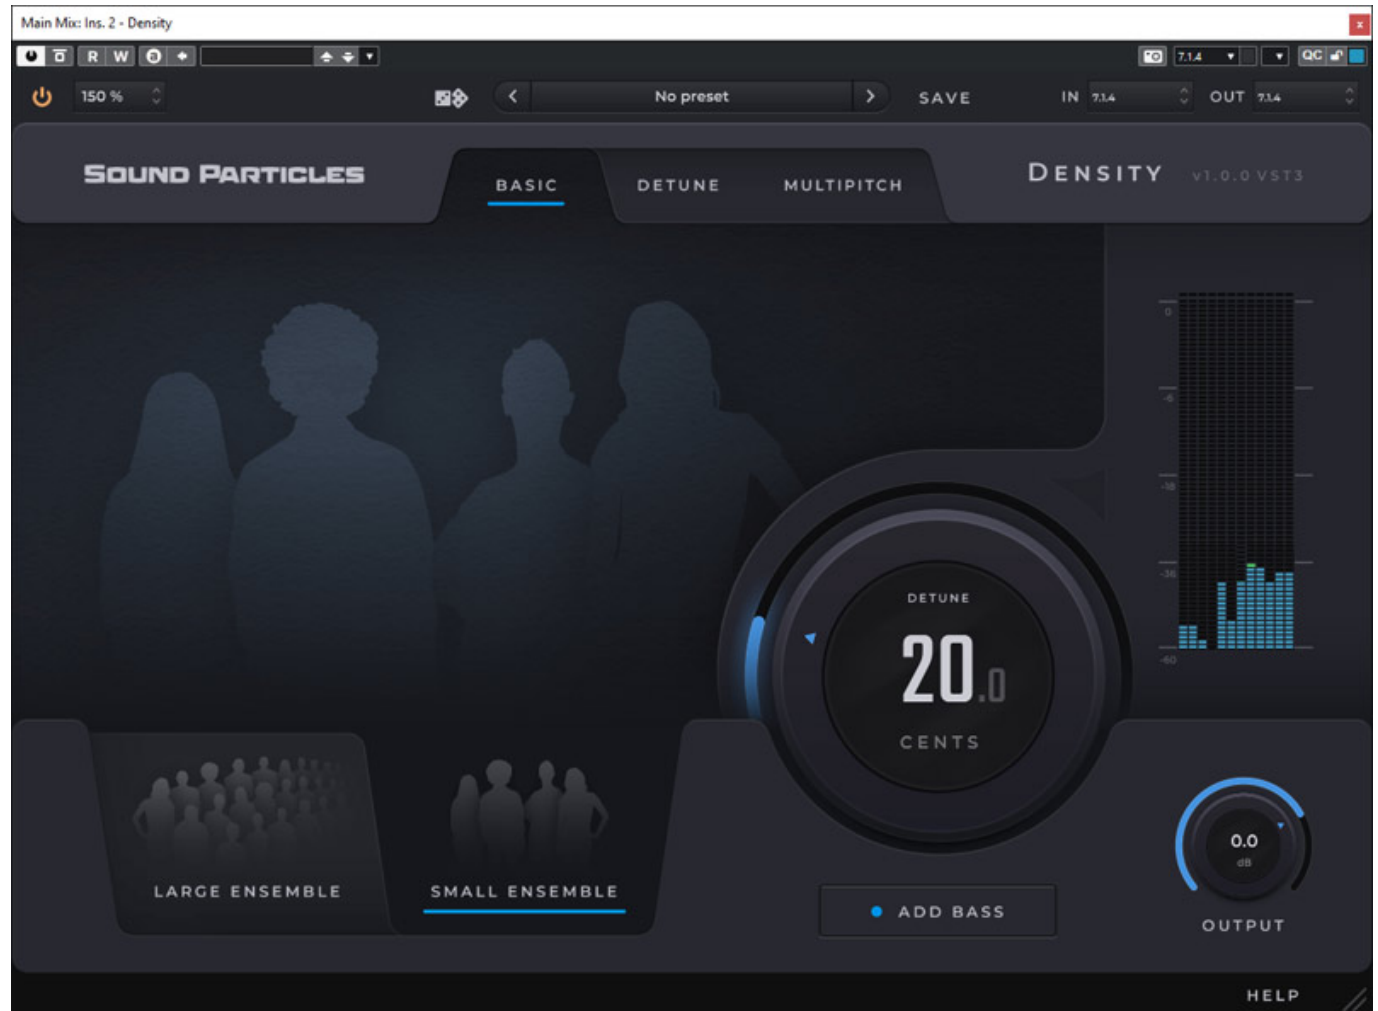 Main Mix: Ins. 2 - Density
x
R W a 7.1.4 QC
150 % No preset SAVE IN 7.1.4 OUT 7.1.4
SOUND PARTICLES BASIC DETUNE MULTIPITCH DENSITY v1.0.0 VST3
0
-6
-18
-36
-60
DETUNE
20.0
CENTS
0.0
dB
LARGE ENSEMBLE SMALL ENSEMBLE
ADD BASS
OUTPUT
HELP